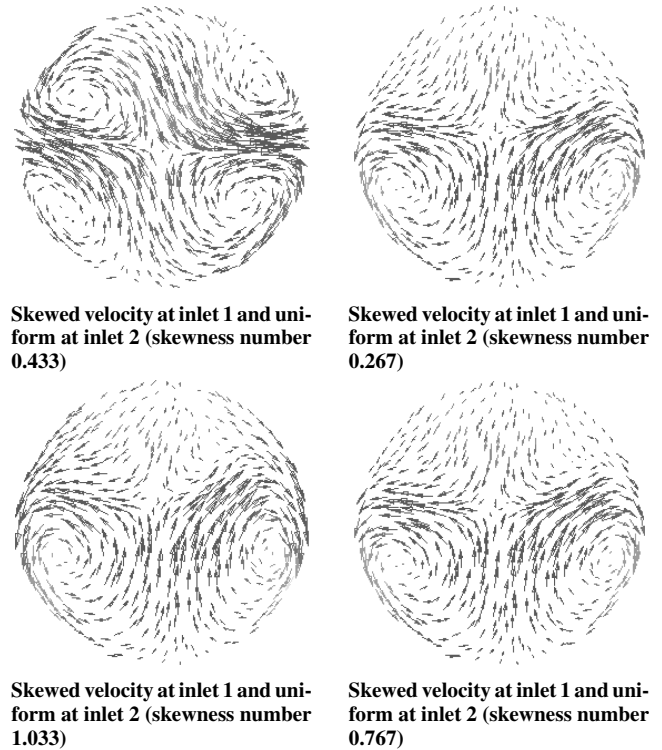 Skewed velocity at inlet 1 and uni-
form at inlet 2 (skewness number
0.433)
Skewed velocity at inlet 1 and uni-
form at inlet 2 (skewness number
0.267)
Skewed velocity at inlet 1 and uni-
form at inlet 2 (skewness number
1.033)
Skewed velocity at inlet 1 and uni-
form at inlet 2 (skewness number
0.767)